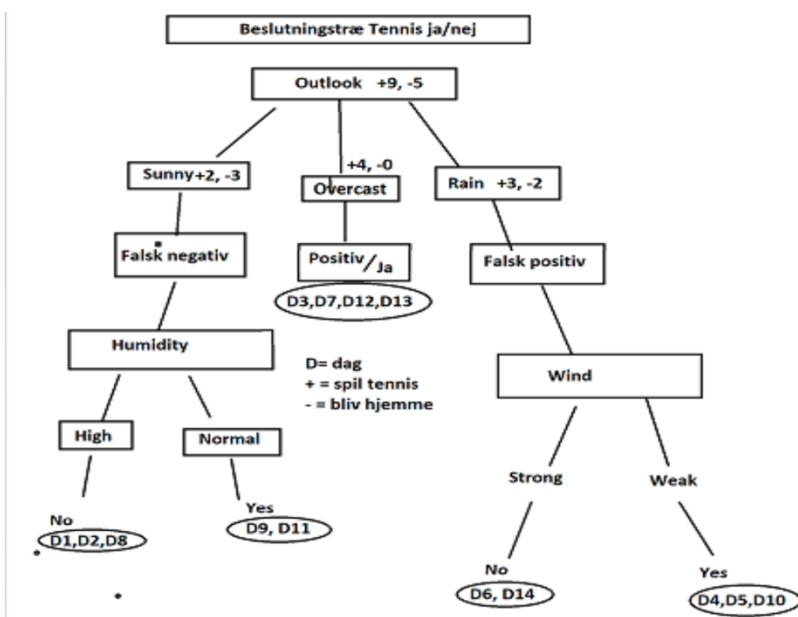 Beslutningstræ Tennis ja/nej
Outlook +9, -5
Sunny +2, -3
+4, -0
Overcast
Rain +3, -2
Falsk negativ
Positiv/Ja
Falsk positiv
D3,D7,D12,D13
Humidity
D= dag
+ = spil tennis
- = bliv hjemme
Wind
High
Normal
Strong
Weak
No
D1,D2,D8
Yes
D9, D11
No
D6, D14
Yes
D4,D5,D10